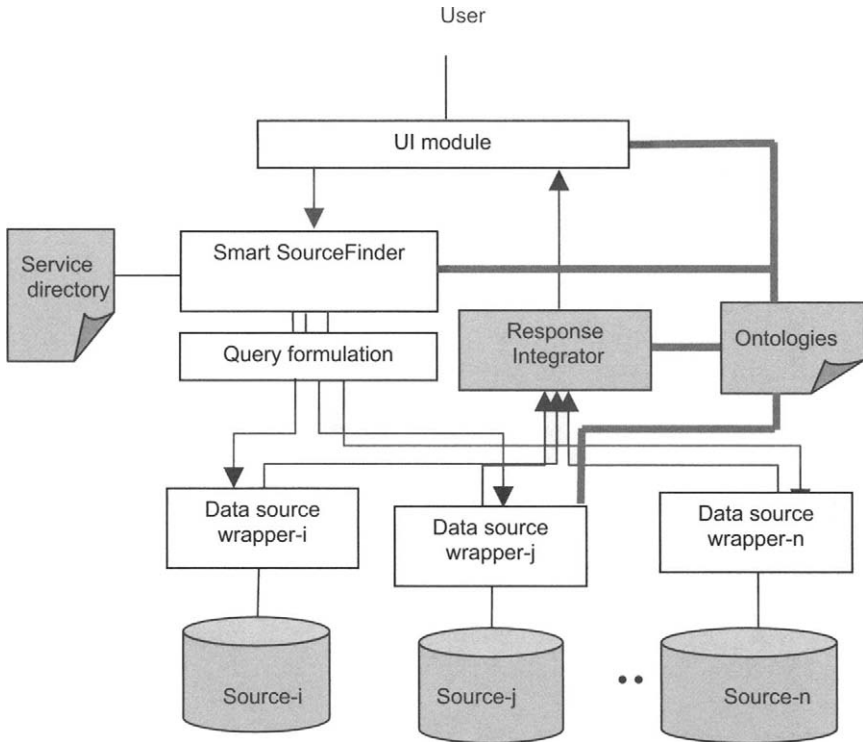 User
UI module
Smart SourceFinder
Service
directory
Response
Integrator
Ontologies
Query formulation
Data source
wrapper-i
Data source
wrapper-j
Data source
wrapper-n
Source-i
Source-j
Source-n